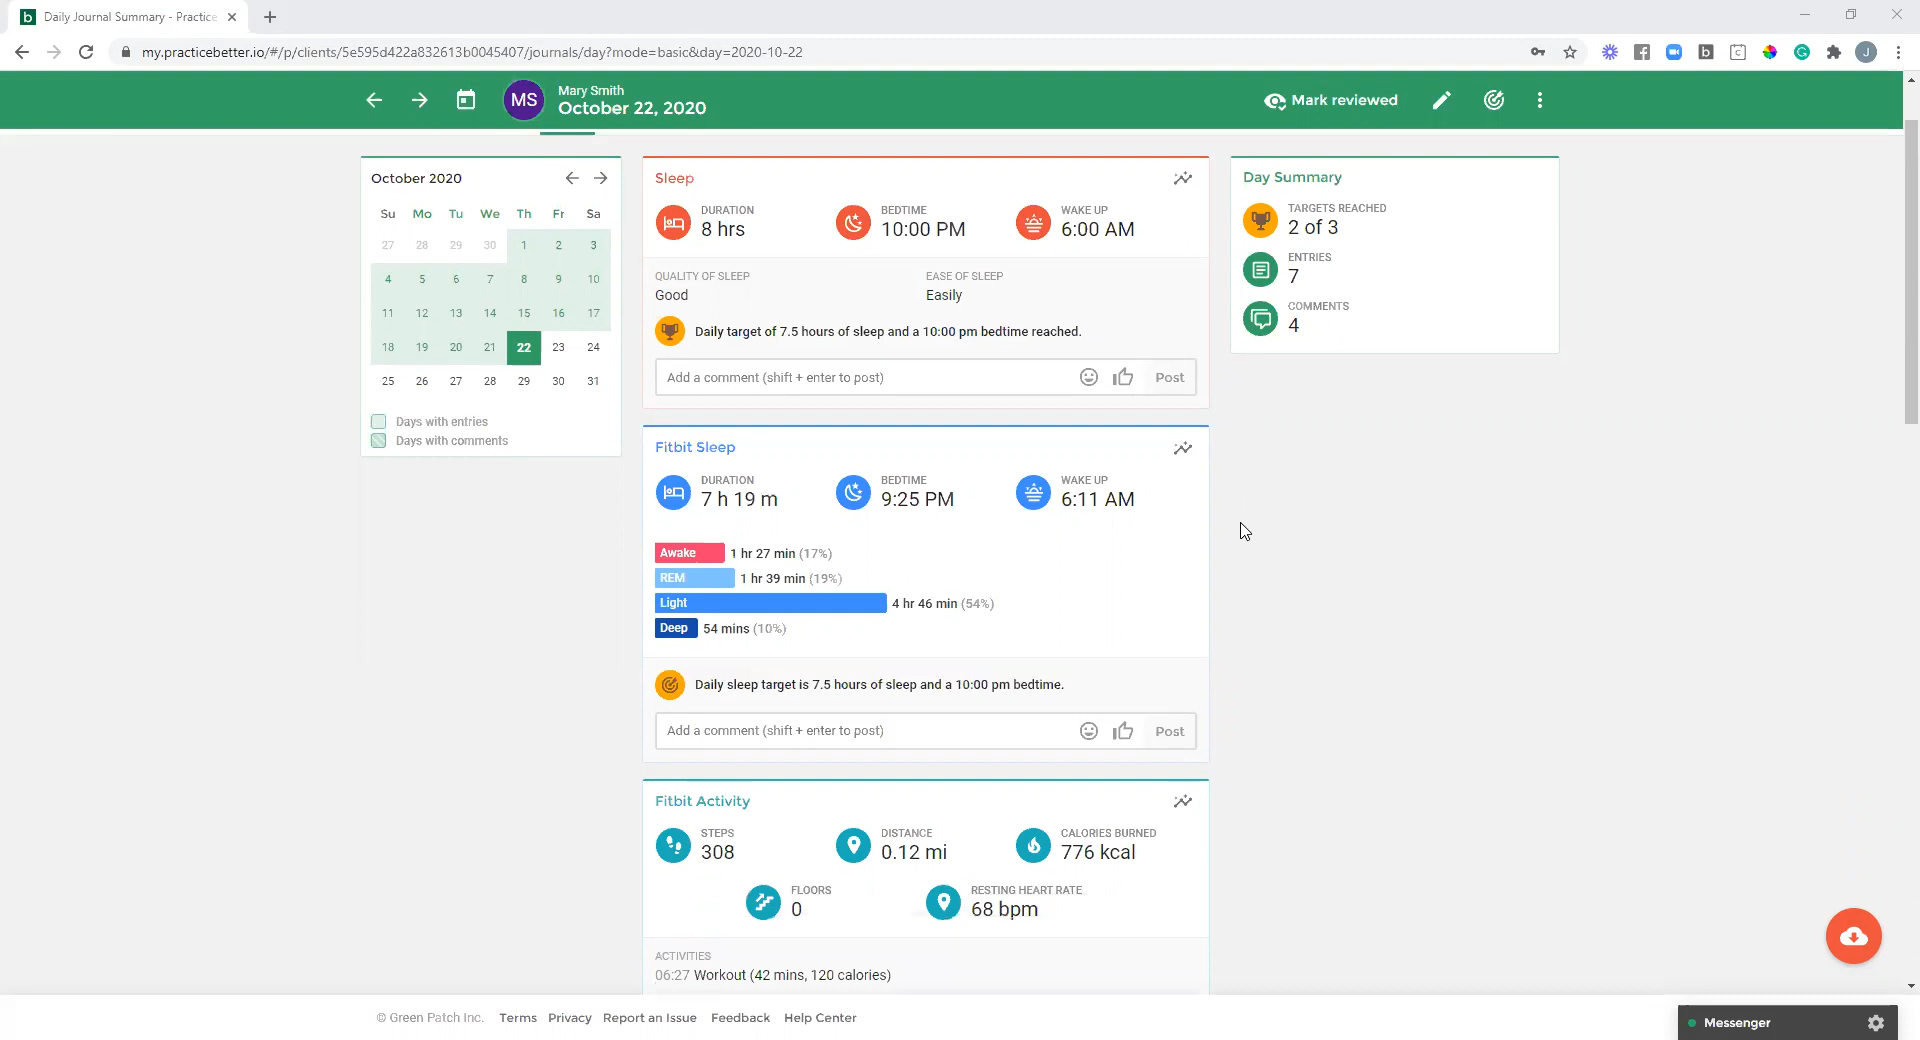 Daily Journal Summary - Practice
my.practicebetter.io/#/p/clients/5e595d422a832613b0045407/journals/day?mode=basic&day=2020-10-22
J
MS
Mary Smith
October 22, 2020
Mark reviewed
October 2020
Su Mo Tu We Th Fr Sa
27 28 29 30 1 2 3
4 5 6 7 8 9 10
11 12 13 14 15 16 17
18 19 20 21 22 23 24
25 26 27 28 29 30 31
Days with entries
Days with comments
Sleep
DURATION
8 hrs
BEDTIME
10:00 PM
WAKE UP
6:00 AM
QUALITY OF SLEEP
Good
EASE OF SLEEP
Easily
Daily target of 7.5 hours of sleep and a 10:00 pm bedtime reached.
Add a comment (shift + enter to post)
Post
Fitbit Sleep
DURATION
7 h 19 m
BEDTIME
9:25 PM
WAKE UP
6:11 AM
Awake 1 hr 27 min (17%)
REM 1 hr 39 min (19%)
Light 4 hr 46 min (54%)
Deep 54 mins (10%)
Daily sleep target is 7.5 hours of sleep and a 10:00 pm bedtime.
Add a comment (shift + enter to post)
Post
Fitbit Activity
STEPS
308
DISTANCE
0.12 mi
CALORIES BURNED
776 kcal
FLOORS
0
RESTING HEART RATE
68 bpm
ACTIVITIES
06:27 Workout (42 mins, 120 calories)
Day Summary
TARGETS REACHED
2 of 3
ENTRIES
7
COMMENTS
4
© Green Patch Inc. Terms Privacy Report an Issue Feedback Help Center
Messenger